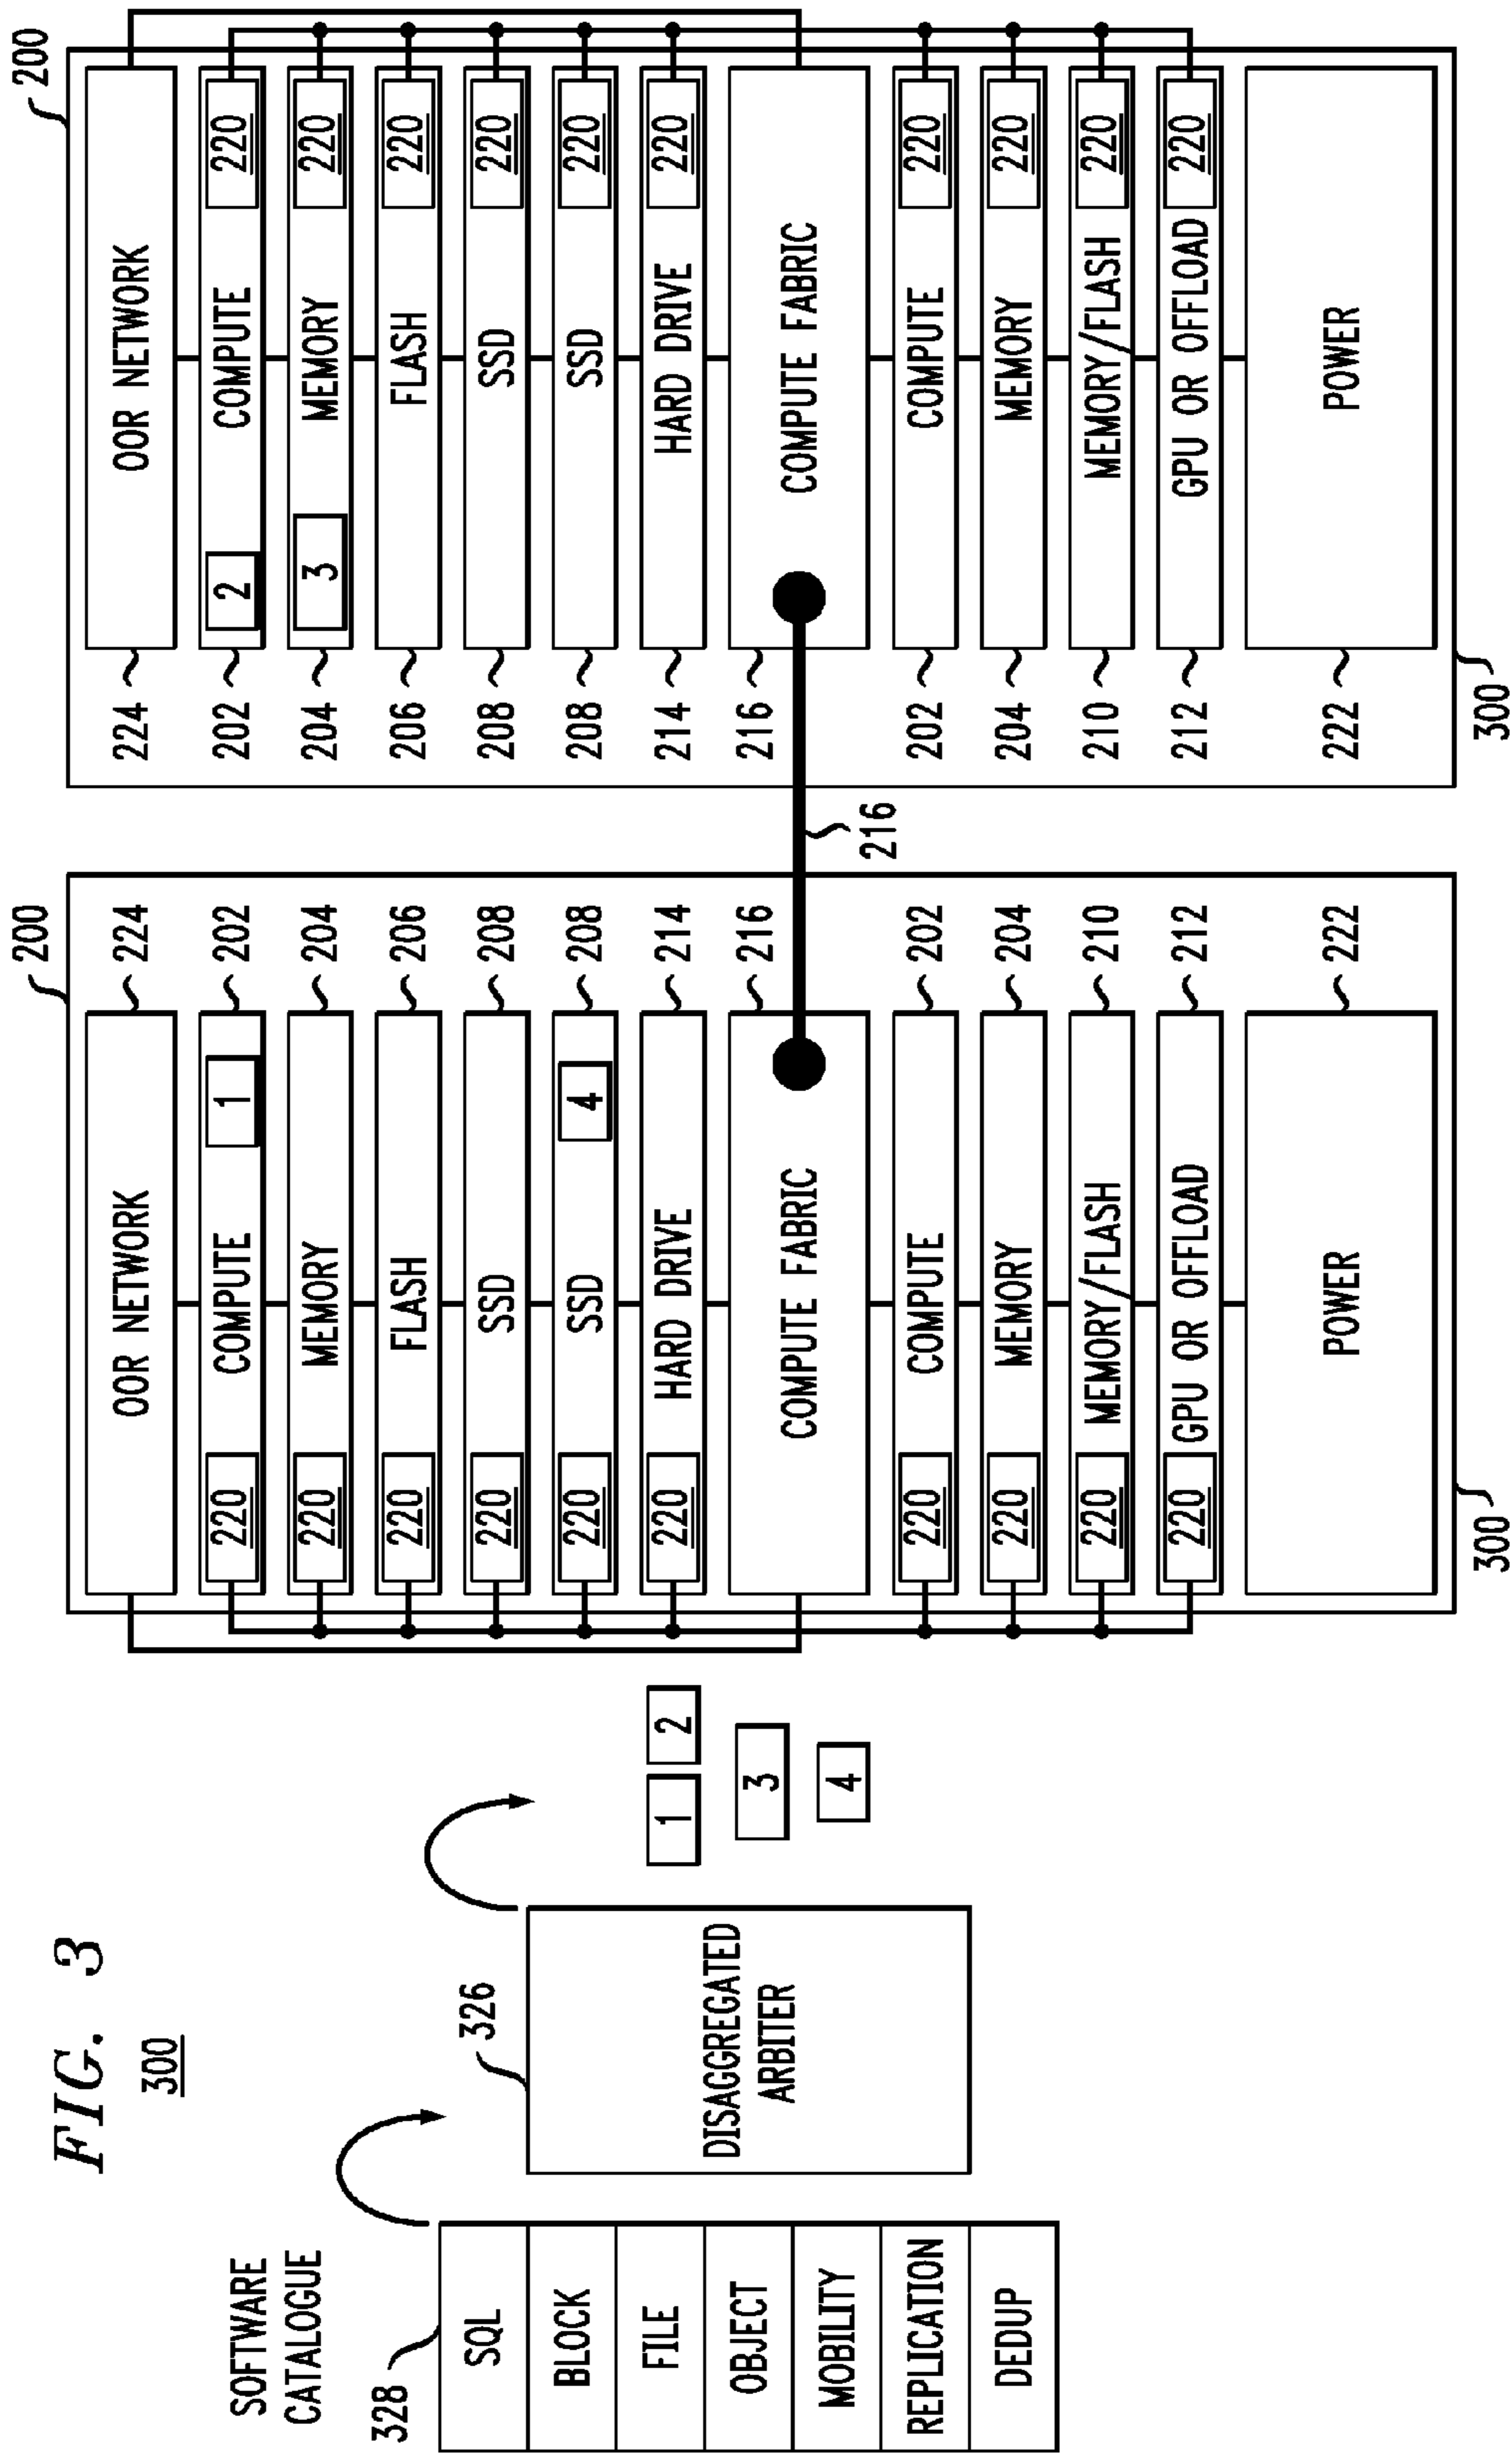 FIG. 3
300
SOFTWARE
CATALOGUE
328
SQL
BLOCK
FILE
OBJECT
MOBILITY
REPLICATION
DEDUP
326
DISAGGREGATED
ARBITER
1 2
3
4
200
OOR NETWORK 224
220 COMPUTE 1 202
220 MEMORY 204
220 FLASH 206
220 SSD 208
220 SSD 4 208
220 HARD DRIVE 214
COMPUTE FABRIC 216
220 COMPUTE 202
220 MEMORY 204
220 MEMORY/FLASH 210
220 GPU OR OFFLOAD 212
POWER 222
300
216
200
224 OOR NETWORK
202 2 COMPUTE 220
204 3 MEMORY 220
206 FLASH 220
208 SSD 220
208 SSD 220
214 HARD DRIVE 220
216 COMPUTE FABRIC
202 COMPUTE 220
204 MEMORY 220
210 MEMORY/FLASH 220
212 GPU OR OFFLOAD 220
222 POWER
300